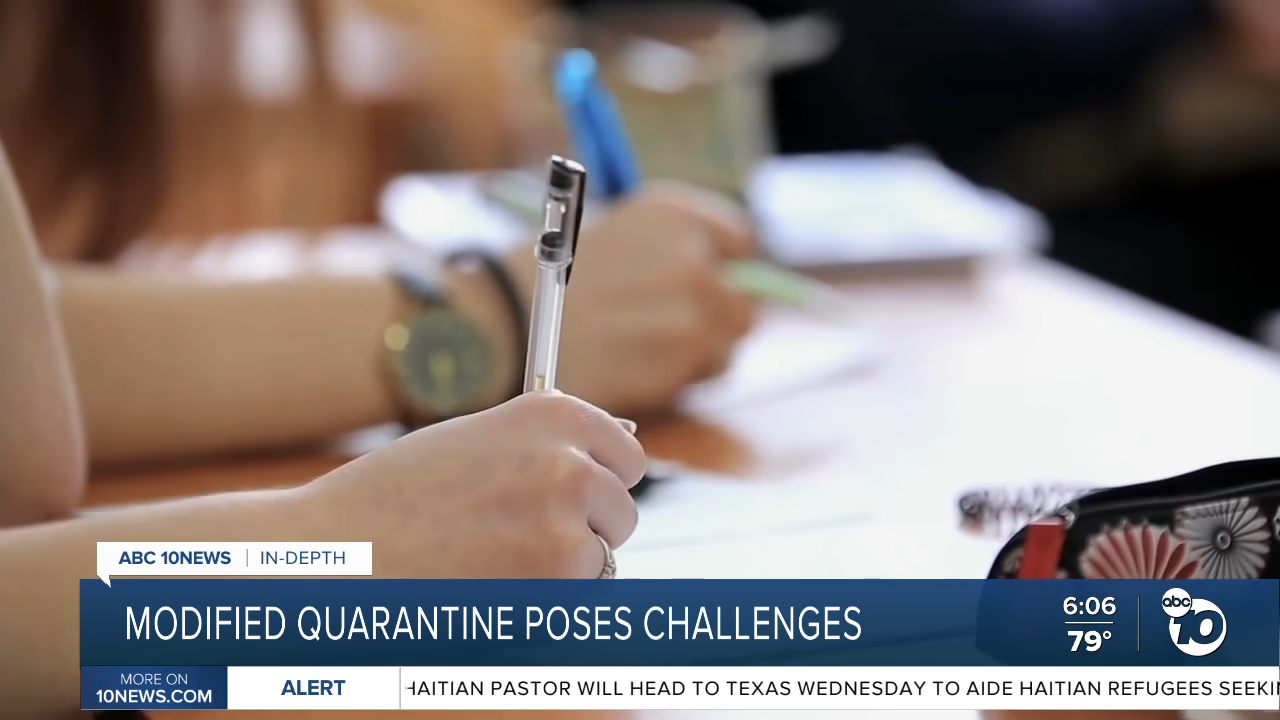 ABC 10NEWS | IN-DEPTH
MODIFIED QUARANTINE POSES CHALLENGES
6:06
79°
abc
10
MORE ON
10NEWS.COM
ALERT
HAITIAN PASTOR WILL HEAD TO TEXAS WEDNESDAY TO AIDE HAITIAN REFUGEES